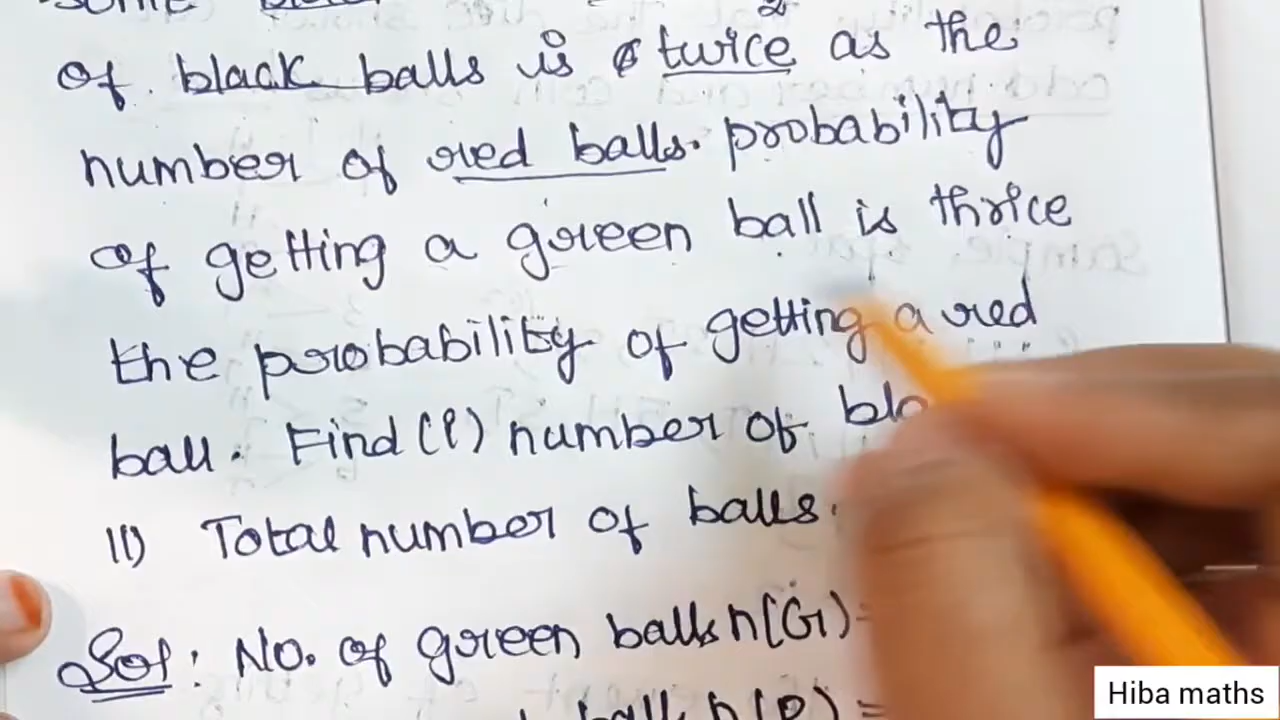 of black balls is twice as the
number of red balls. probability
of getting a green ball is thrice
the probability of getting a red
ball. Find (i) number of
ii) Total number of balls.
Sol: No. of green balls n(G)=
ball n(R) =
Hiba maths